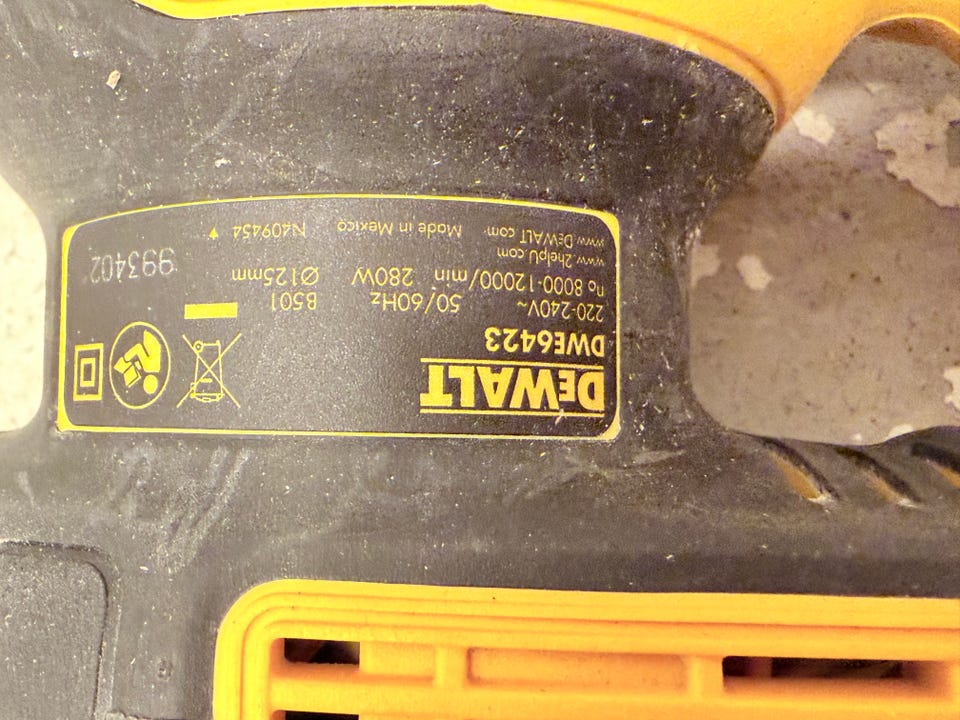 DEWALT
DWE6423
220-240V~ 50/60Hz B501
n₀ 8000-12000/min 280W Ø125mm
www.2helpU.com
www.DEWALT.com Made in Mexico N409454
993402